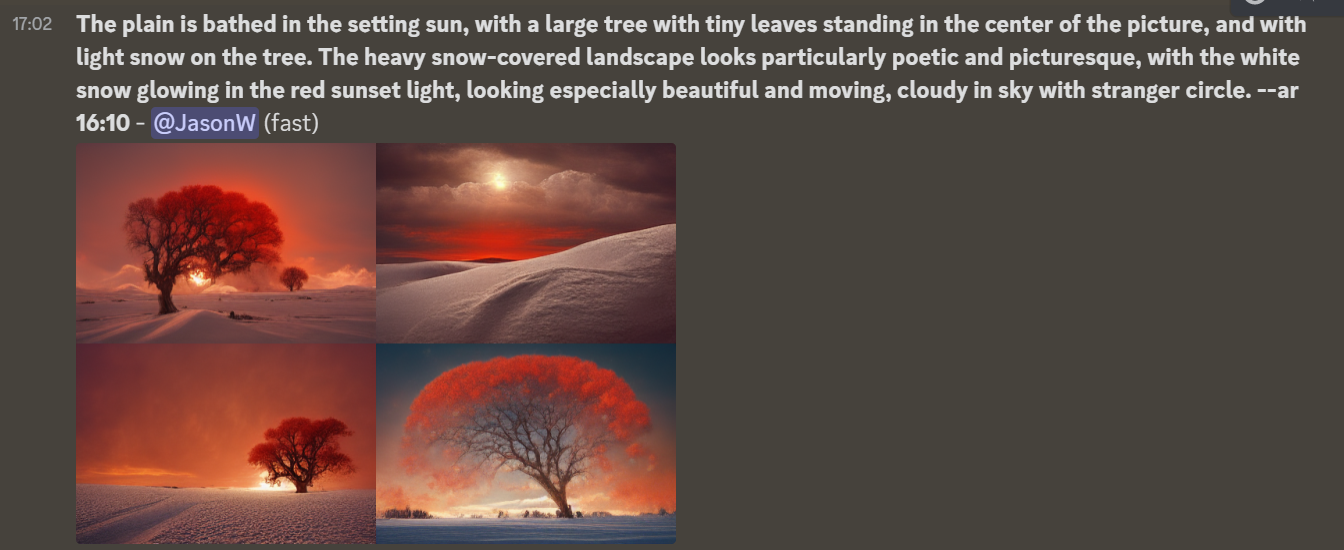 17:02 The plain is bathed in the setting sun, with a large tree with tiny leaves standing in the center of the picture, and with
light snow on the tree. The heavy snow-covered landscape looks particularly poetic and picturesque, with the white
snow glowing in the red sunset light, looking especially beautiful and moving, cloudy in sky with stranger circle. --ar
16:10 - @JasonW (fast)